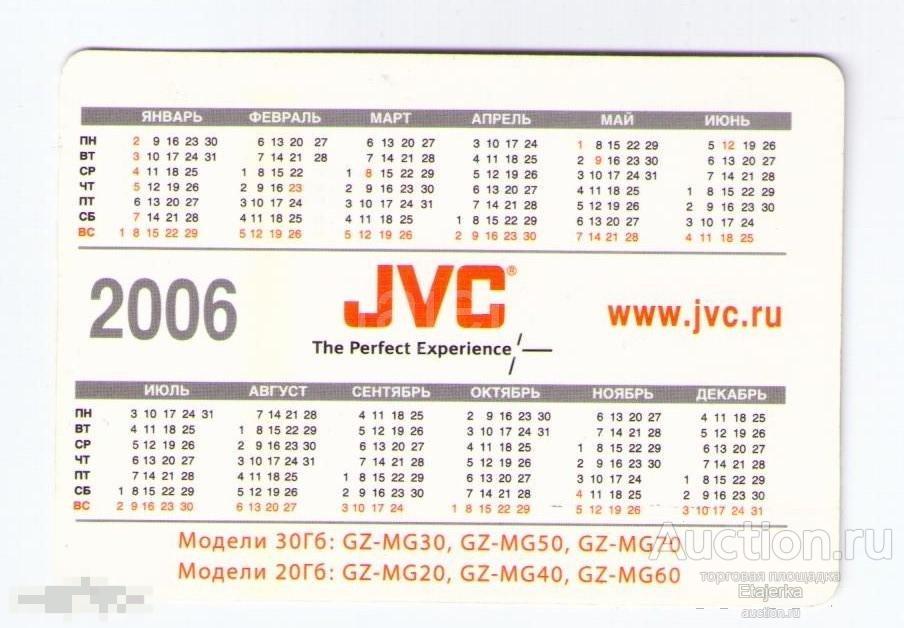 ЯНВАРЬ ФЕВРАЛЬ МАРТ АПРЕЛЬ МАЙ ИЮНЬ
ПН 2 9 16 23 30 6 13 20 27 6 13 20 27 3 10 17 24 1 8 15 22 29 5 12 19 26
ВТ 3 10 17 24 31 7 14 21 28 7 14 21 28 4 11 18 25 2 9 16 23 30 6 13 20 27
СР 4 11 18 25 1 8 15 22 1 8 15 22 29 5 12 19 26 3 10 17 24 31 7 14 21 28
ЧТ 5 12 19 26 2 9 16 23 2 9 16 23 30 6 13 20 27 4 11 18 25 1 8 15 22 29
ПТ 6 13 20 27 3 10 17 24 3 10 17 24 31 7 14 21 28 5 12 19 26 2 9 16 23 30
СБ 7 14 21 28 4 11 18 25 4 11 18 25 1 8 15 22 29 6 13 20 27 3 10 17 24
ВС 1 8 15 22 29 5 12 19 26 5 12 19 26 2 9 16 23 30 7 14 21 28 4 11 18 25
2006
JVC®
The Perfect Experience
www.jvc.ru
ИЮЛЬ АВГУСТ СЕНТЯБРЬ ОКТЯБРЬ НОЯБРЬ ДЕКАБРЬ
ПН 3 10 17 24 31 7 14 21 28 4 11 18 25 2 9 16 23 30 6 13 20 27 4 11 18 25
ВТ 4 11 18 25 1 8 15 22 29 5 12 19 26 3 10 17 24 31 7 14 21 28 5 12 19 26
СР 5 12 19 26 2 9 16 23 30 6 13 20 27 4 11 18 25 1 8 15 22 29 6 13 20 27
ЧТ 6 13 20 27 3 10 17 24 31 7 14 21 28 5 12 19 26 2 9 16 23 30 7 14 21 28
ПТ 7 14 21 28 4 11 18 25 1 8 15 22 29 6 13 20 27 3 10 17 24 1 8 15 22 29
СБ 1 8 15 22 29 5 12 19 26 2 9 16 23 30 7 14 21 28 4 11 18 25 2 9 16 23 30
ВС 2 9 16 23 30 6 13 20 27 3 10 17 24 1 8 15 22 29 5 12 19 26 3 10 17 24 31
Модели 30Гб: GZ-MG30, GZ-MG50, GZ-MG70
Модели 20Гб: GZ-MG20, GZ-MG40, GZ-MG60
Auction.ru
торговая площадка
Etajerka
auction.ru